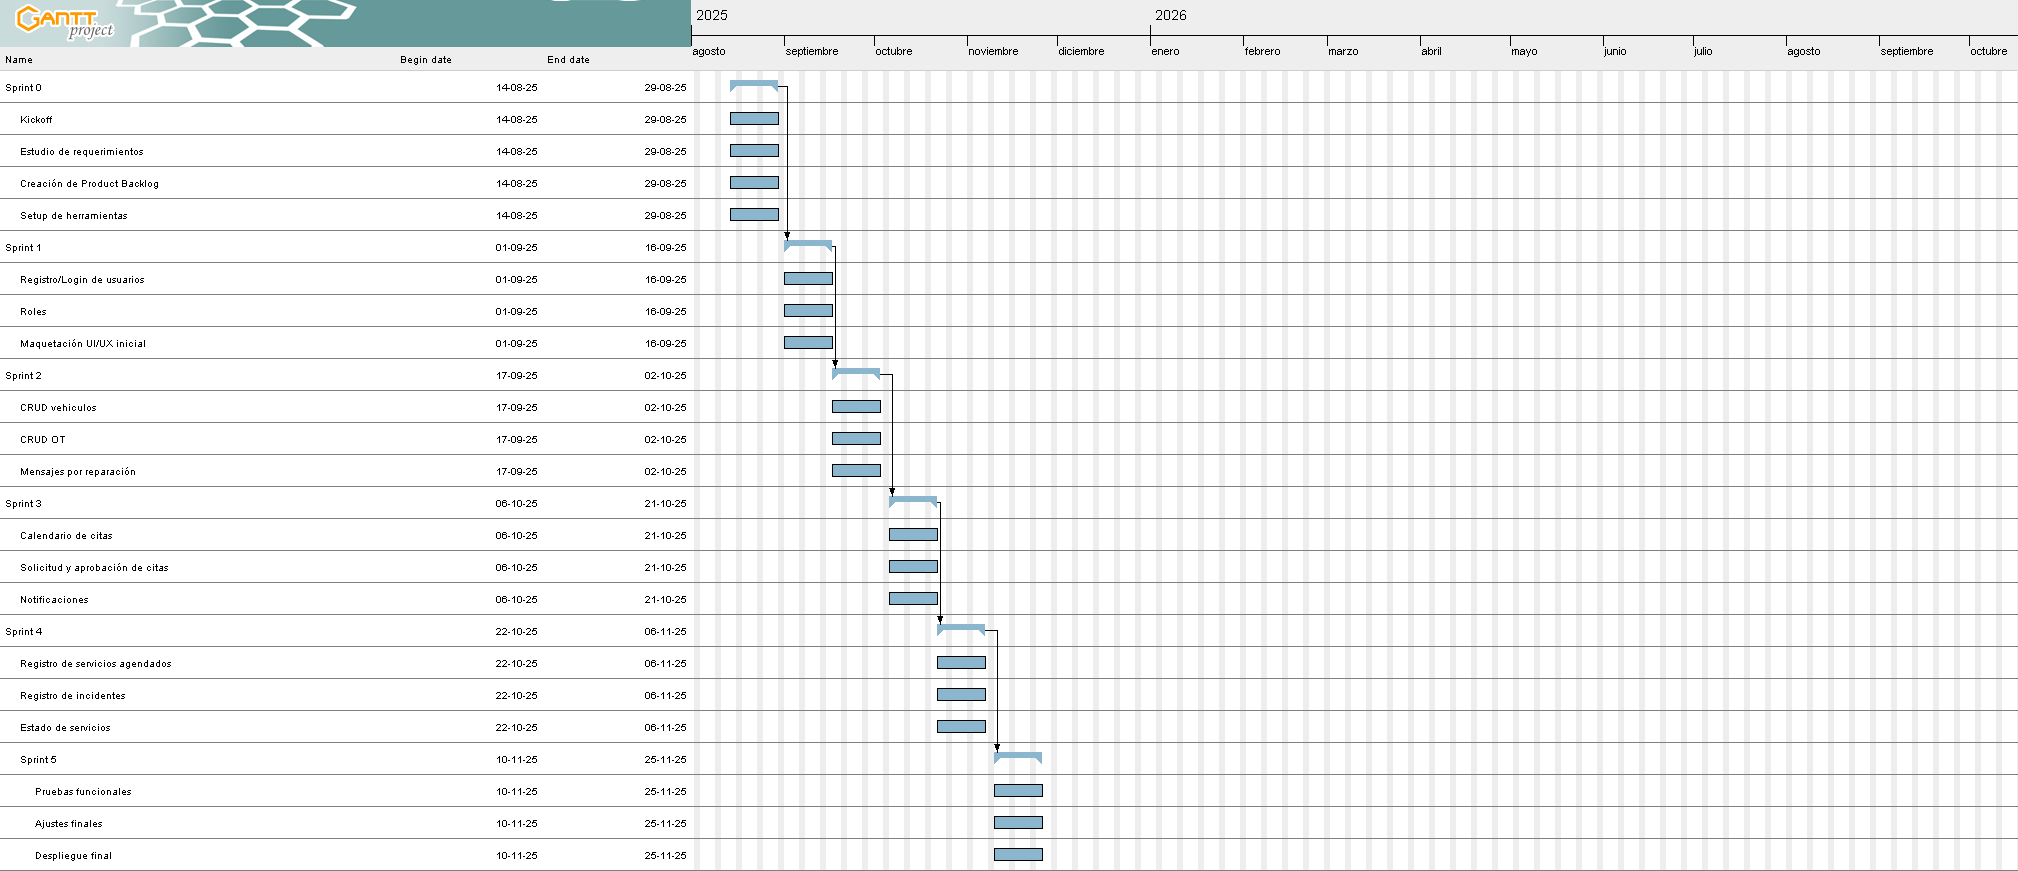 GANTT
project
2025 2026
agosto septiembre octubre noviembre diciembre enero febrero marzo abril mayo junio julio agosto septiembre octubre
Name Begin date End date
Sprint 0 14-08-25 29-08-25
Kickoff 14-08-25 29-08-25
Estudio de requerimientos 14-08-25 29-08-25
Creación de Product Backlog 14-08-25 29-08-25
Setup de herramientas 14-08-25 29-08-25
Sprint 1 01-09-25 16-09-25
Registro/Login de usuarios 01-09-25 16-09-25
Roles 01-09-25 16-09-25
Maquetación UI/UX inicial 01-09-25 16-09-25
Sprint 2 17-09-25 02-10-25
CRUD vehiculos 17-09-25 02-10-25
CRUD OT 17-09-25 02-10-25
Mensajes por reparación 17-09-25 02-10-25
Sprint 3 06-10-25 21-10-25
Calendario de citas 06-10-25 21-10-25
Solicitud y aprobación de citas 06-10-25 21-10-25
Notificaciones 06-10-25 21-10-25
Sprint 4 22-10-25 06-11-25
Registro de servicios agendados 22-10-25 06-11-25
Registro de incidentes 22-10-25 06-11-25
Estado de servicios 22-10-25 06-11-25
Sprint 5 10-11-25 25-11-25
Pruebas funcionales 10-11-25 25-11-25
Ajustes finales 10-11-25 25-11-25
Despliegue final 10-11-25 25-11-25